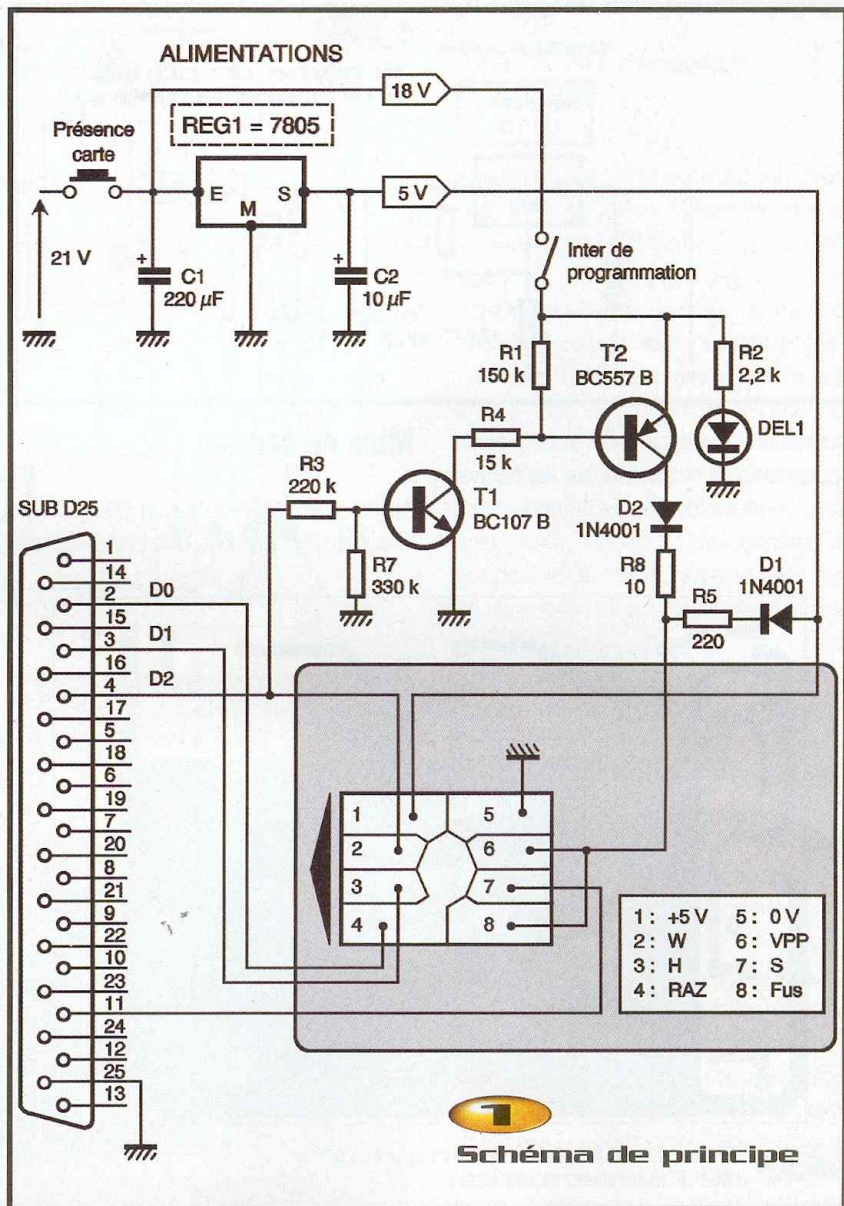 ALIMENTATIONS
18 V
REG1 = 7805
Présence
carte
E
S
M
5 V
21 V
+
C1
220 µF
+
C2
10 µF
Inter de
programmation
R1
150 k
T2
BC557 B
R2
2,2 k
R4
15 k
DEL1
R3
220 k
T1
BC107 B
D2
1N4001
R7
330 k
R8
10
D1
1N4001
R5
220
SUB D25
1
14
2
D0
15
3
D1
16
4
D2
17
5
18
6
19
7
20
8
21
9
22
10
23
11
24
12
25
13
1
5
2
6
3
7
4
8
1 : +5 V 5 : 0 V
2 : W 6 : VPP
3 : H 7 : S
4 : RAZ 8 : Fus
1
Schéma de principe